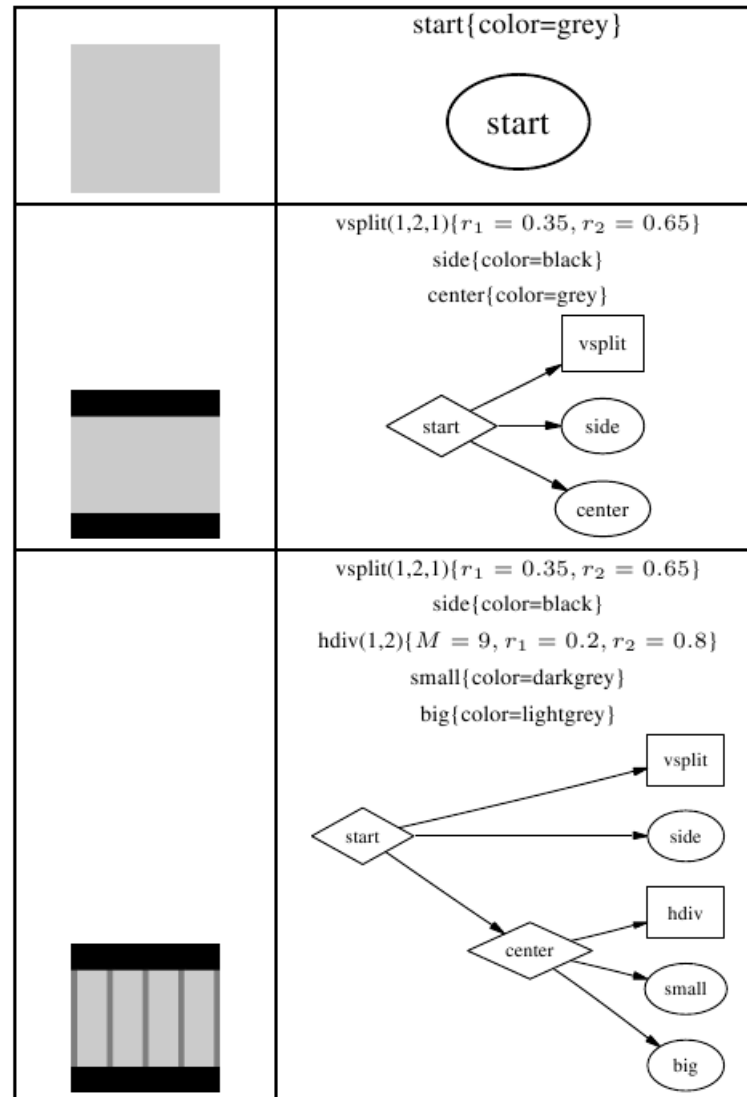 start{color=grey}
start
vsplit(1,2,1){r₁ = 0.35, r₂ = 0.65}
side{color=black}
center{color=grey}
vsplit
start
side
center
vsplit(1,2,1){r₁ = 0.35, r₂ = 0.65}
side{color=black}
hdiv(1,2){M = 9, r₁ = 0.2, r₂ = 0.8}
small{color=darkgrey}
big{color=lightgrey}
vsplit
start
side
hdiv
center
small
big